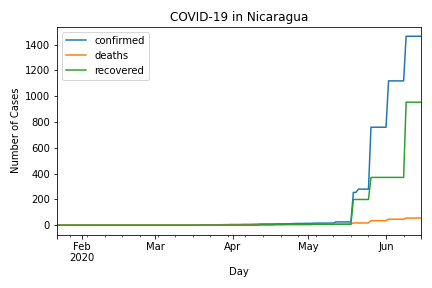 COVID-19 in Nicaragua
confirmed
deaths
recovered
Number of Cases
1400
1200
1000
800
600
400
200
0
Feb
2020
Mar
Apr
May
Jun
Day